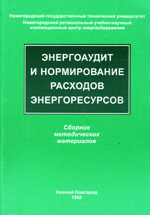 Нижегородский государственный технический университет
Нижегородский региональный учебно-научный
инновационный центр энергосбережения
ЭНЕРГОАУДИТ
И НОРМИРОВАНИЕ
РАСХОДОВ
ЭНЕРГОРЕСУРСОВ
Сборник
методических
материалов
Нижний Новгород
1998